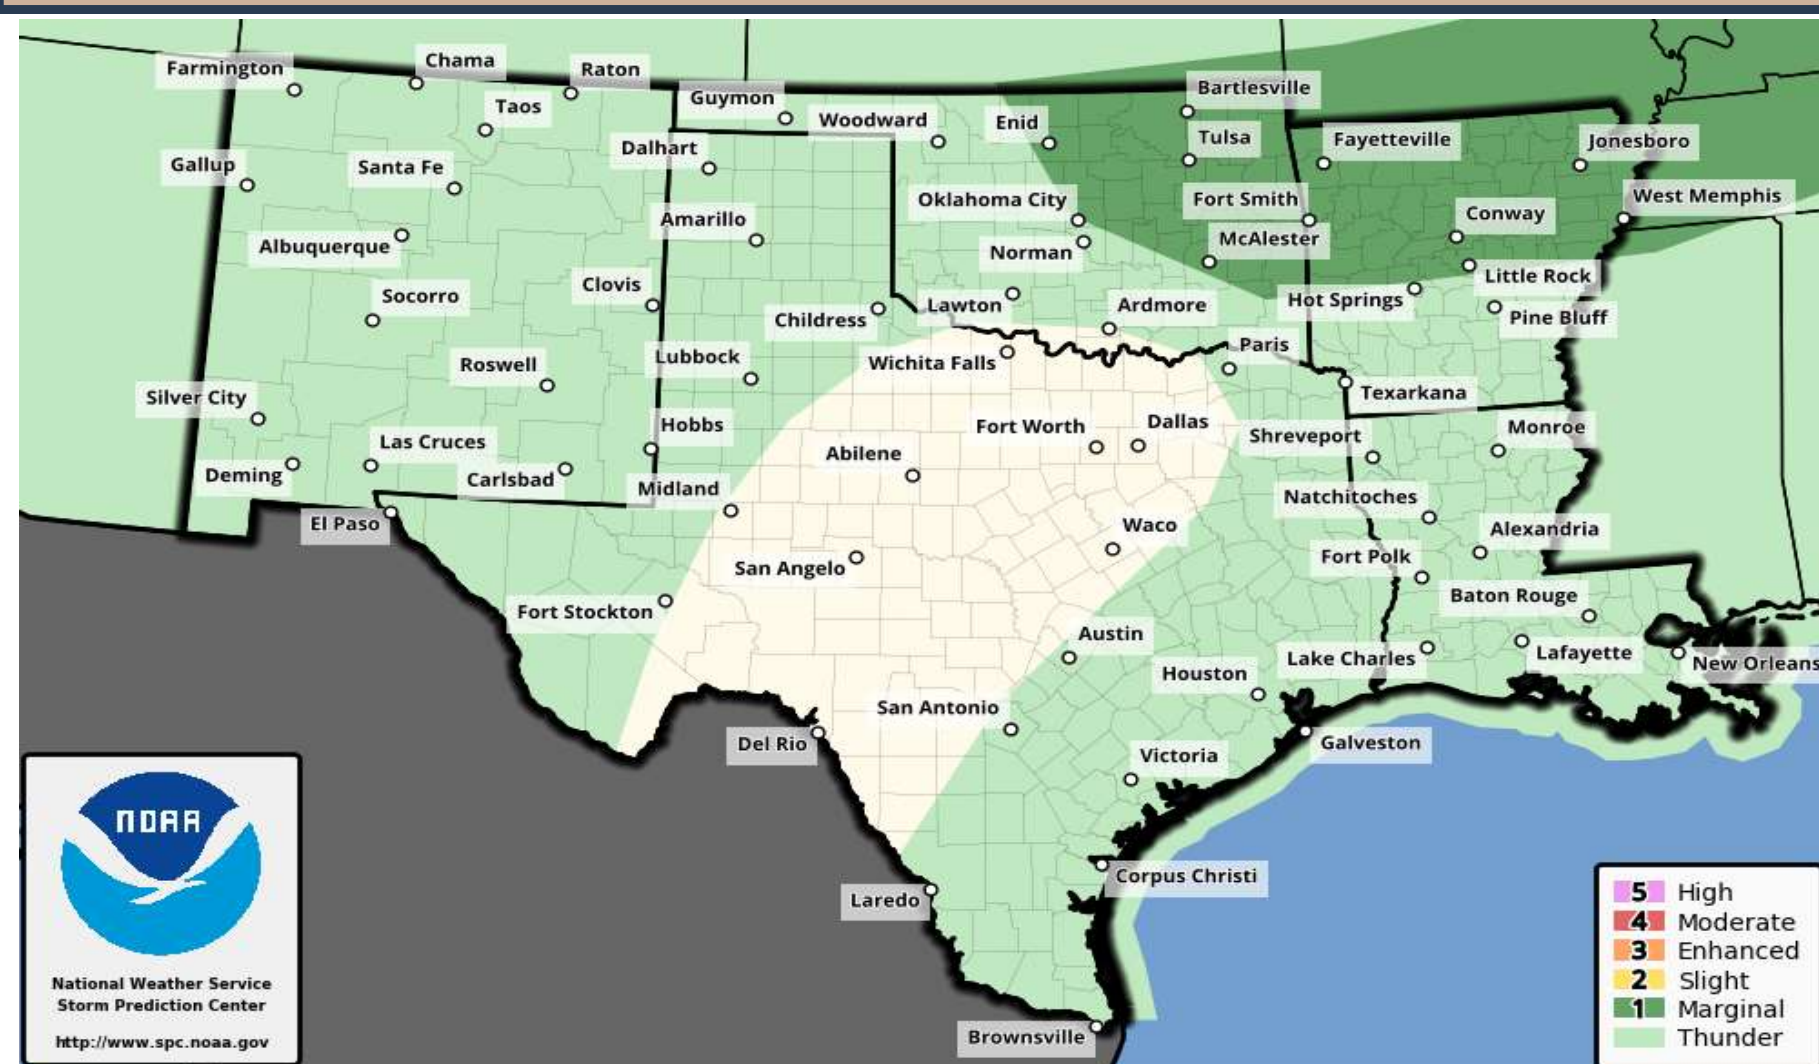 Chama
Raton
Farmington
Bartlesville
Guymon
Taos
Woodward
Enid
Tulsa
Fayetteville
Jonesboro
Dalhart
Gallup
Santa Fe
West Memphis
Oklahoma City
Fort Smith
Conway
Amarillo
McAlester
Albuquerque
Norman
Little Rock
Clovis
Socorro
Hot Springs
Lawton
Ardmore
Childress
Pine Bluff
Paris
Lubbock
Wichita Falls
Roswell
Texarkana
Silver City
Hobbs
Dallas
Fort Worth
Monroe
Shreveport
Las Cruces
Abilene
Deming
Carlsbad
Midland
Natchitoches
El Paso
Waco
Alexandria
Fort Polk
San Angelo
Baton Rouge
Fort Stockton
Austin
Lake Charles
Lafayette
New Orleans
Houston
San Antonio
Del Rio
Galveston
Victoria
Corpus Christi
Laredo
Brownsville
NOAA
National Weather Service
Storm Prediction Center
http://www.spc.noaa.gov
5 High
4 Moderate
3 Enhanced
2 Slight
1 Marginal
Thunder